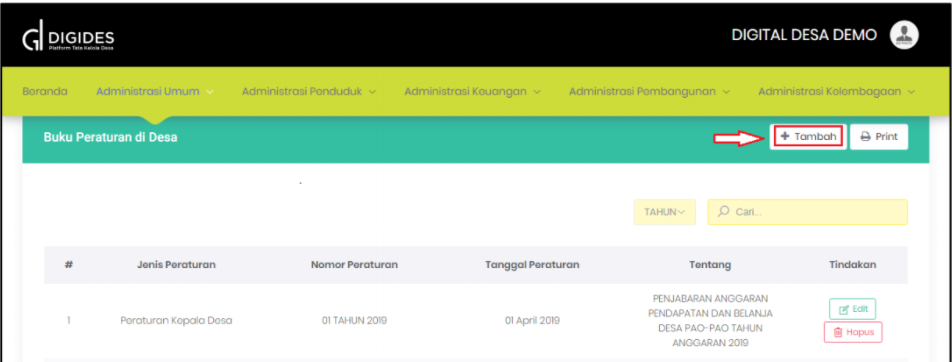 DIGIDES
Platform Tata Kelola Desa
DIGITAL DESA DEMO
Beranda Administrasi Umum Administrasi Penduduk Administrasi Keuangan Administrasi Pembangunan Administrasi Kelembagaan
Buku Peraturan di Desa
+ Tambah Print
TAHUN Cari...
# Jenis Peraturan Nomor Peraturan Tanggal Peraturan Tentang Tindakan
1 Peraturan Kepala Desa 01 TAHUN 2019 01 April 2019
PENJABARAN ANGGARAN
PENDAPATAN DAN BELANJA
DESA PAO-PAO TAHUN
ANGGARAN 2019
Edit
Hapus